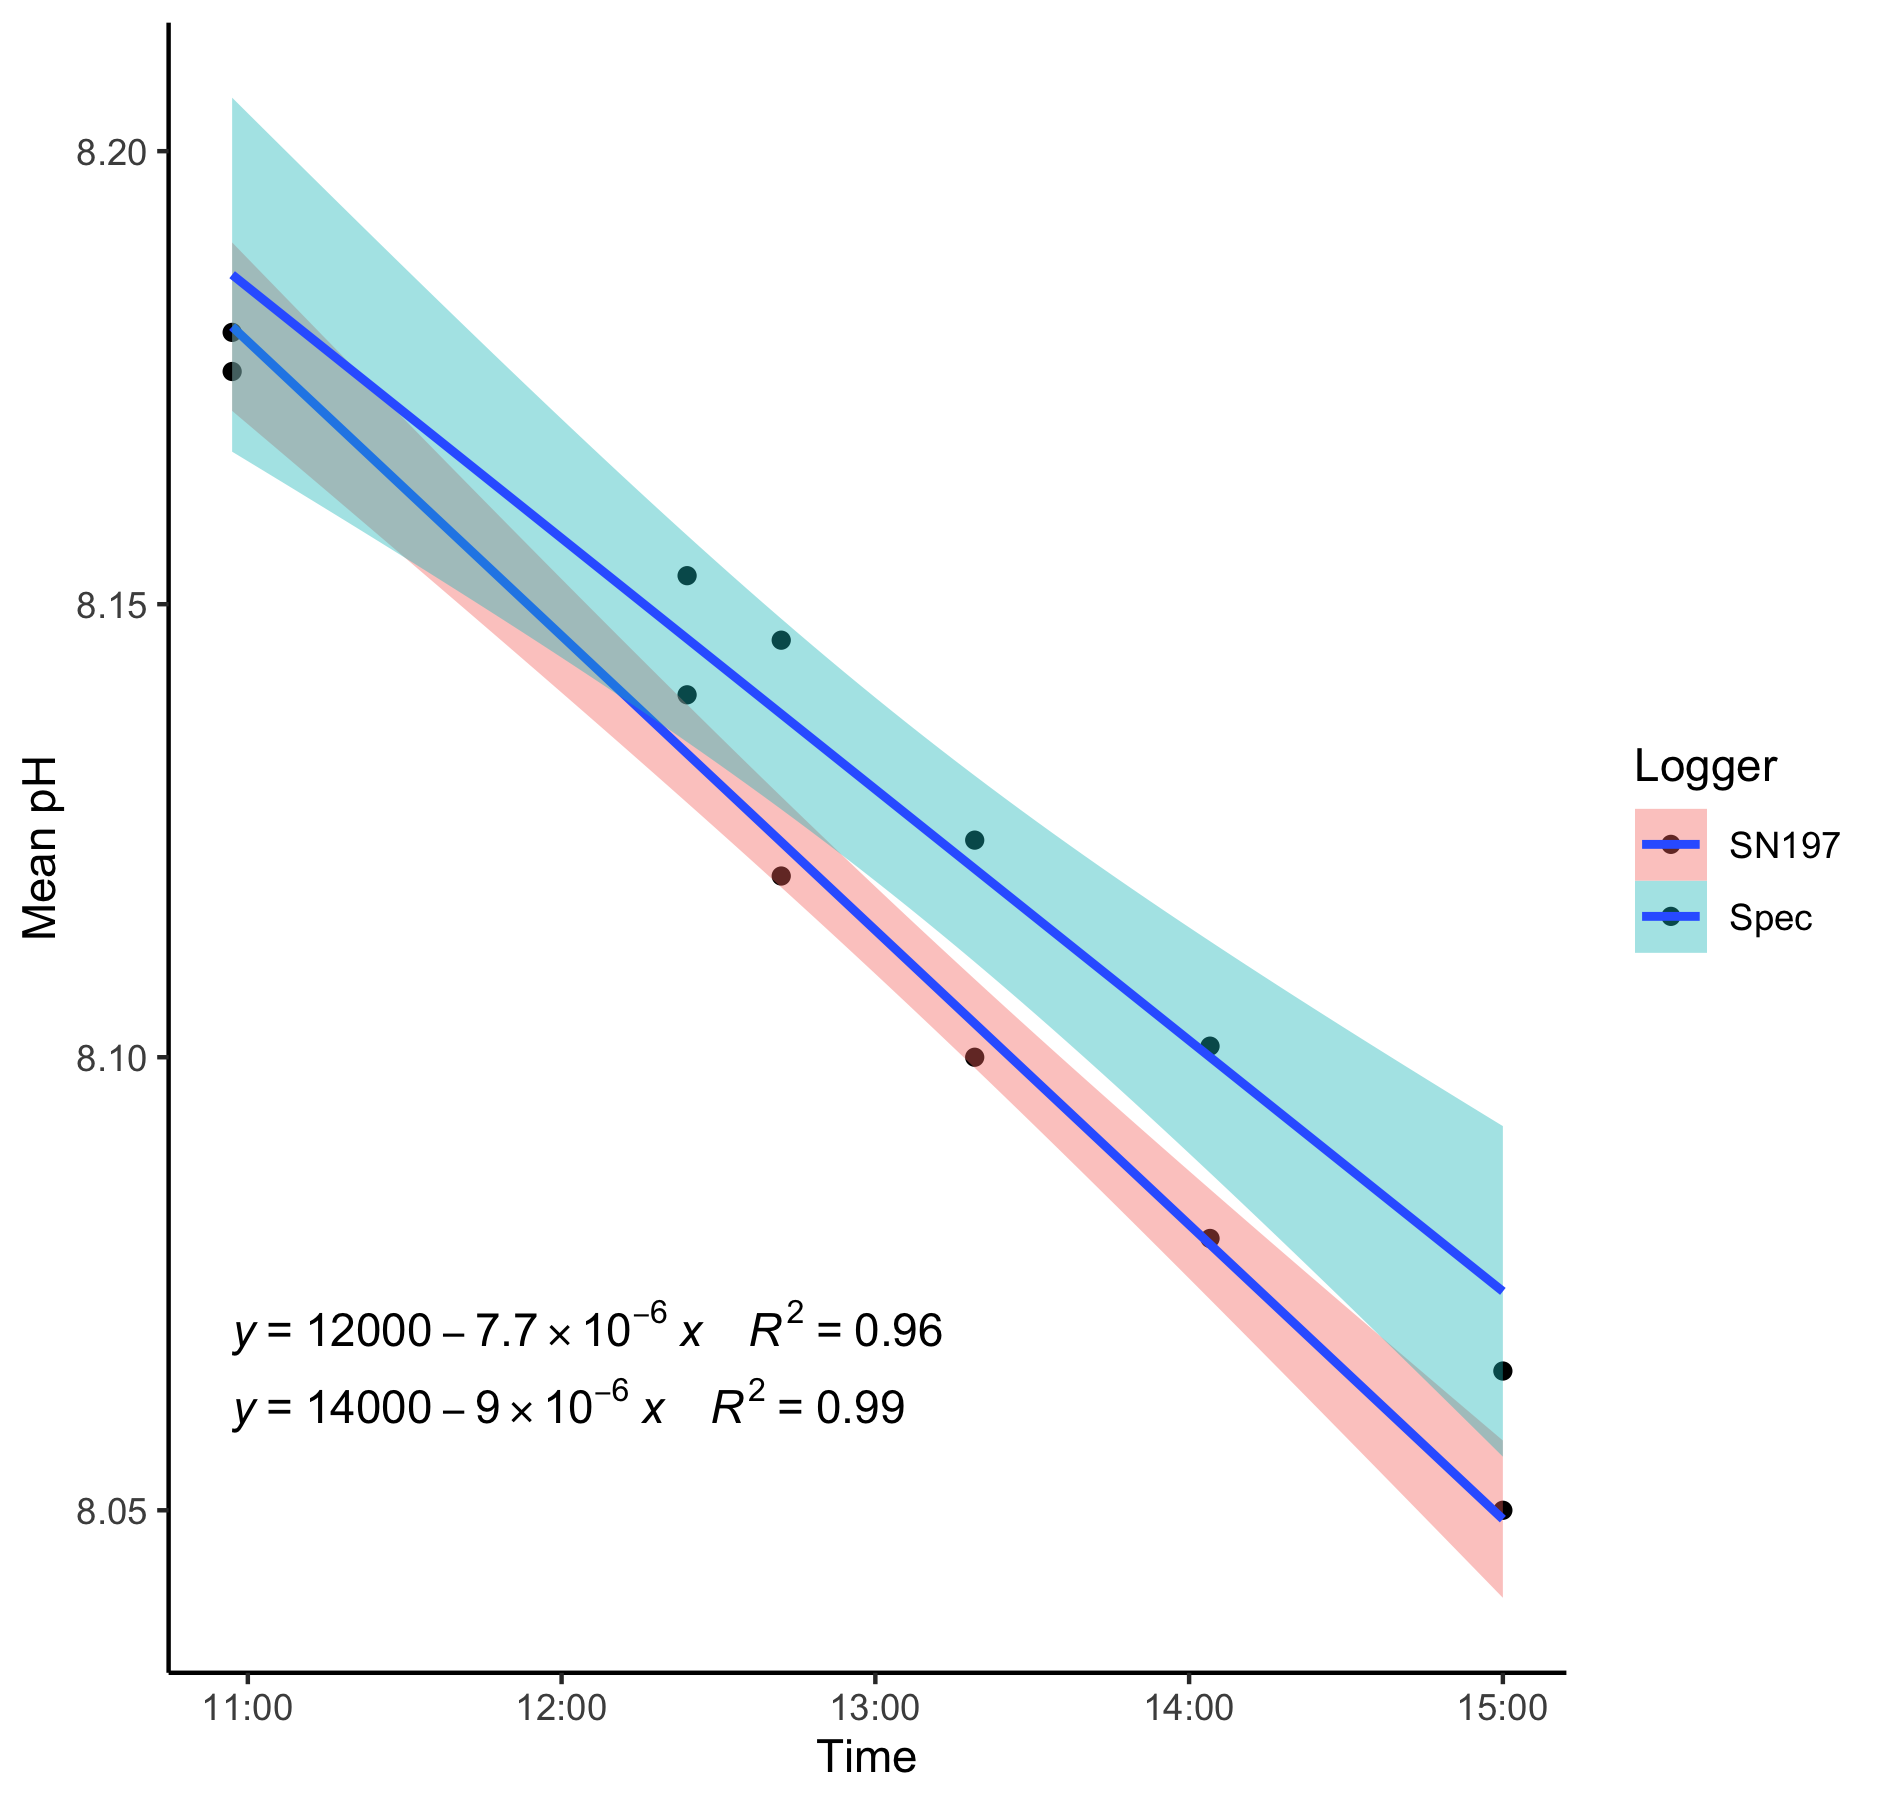 Mean pH
8.20
8.15
8.10
8.05
y = 12000 – 7.7 × 10⁻⁶ x R² = 0.96
y = 14000 – 9 × 10⁻⁶ x R² = 0.99
11:00 12:00 13:00 14:00 15:00
Time
Logger
SN197
Spec